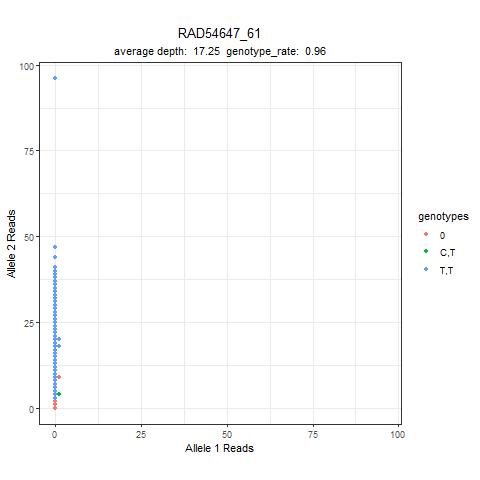 RAD54647_61
average depth: 17.25 genotype_rate: 0.96
100
75
50
25
0
Allele 2 Reads
0 25 50 75 100
Allele 1 Reads
genotypes
0
C,T
T,T